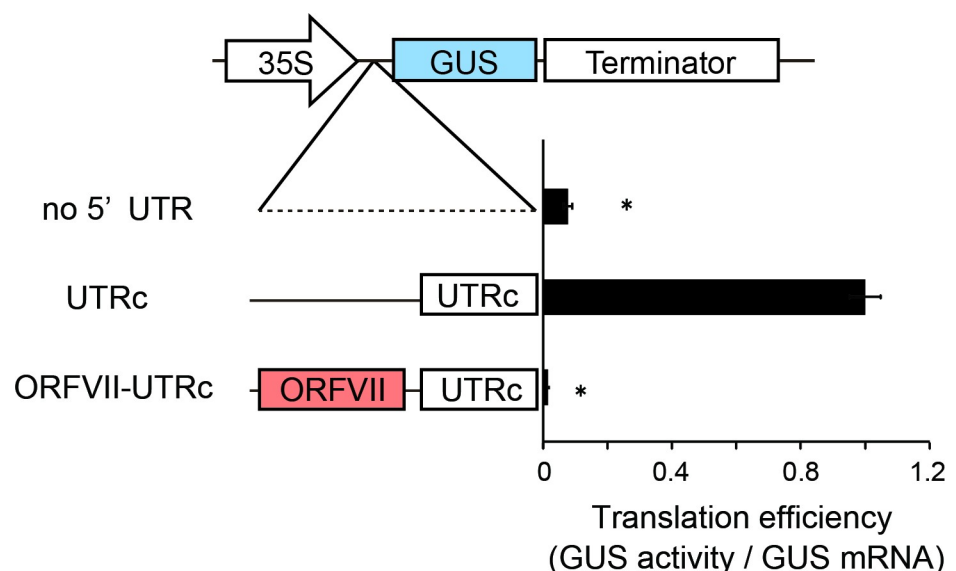 35S GUS Terminator
no 5’ UTR *
UTRc UTRc
ORFVII-UTRc ORFVII UTRc *
0 0.4 0.8 1.2
Translation efficiency
(GUS activity / GUS mRNA)